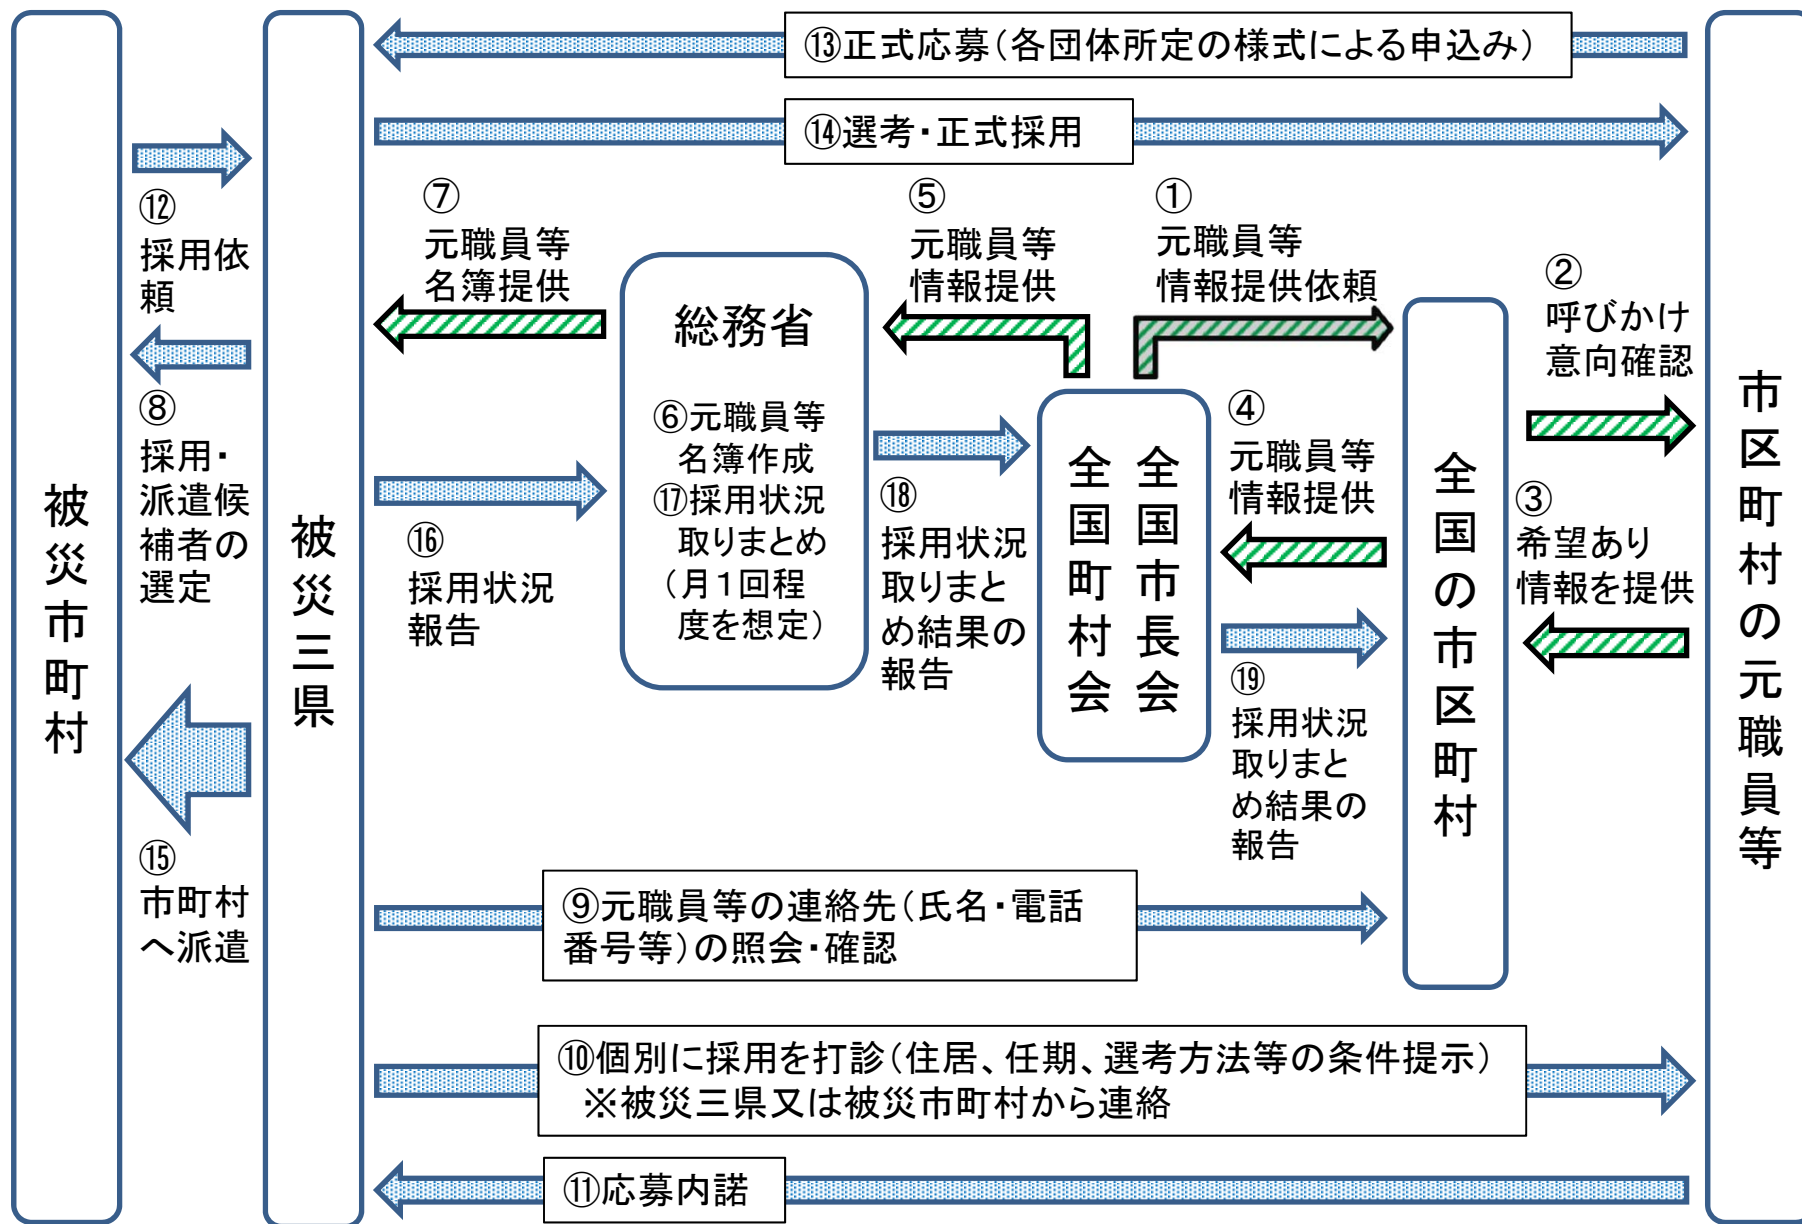 ⑬正式応募(各団体所定の様式による申込み)
⑭選考・正式採用
⑫
採用依
頼
⑧
採用・
派遣候
補者の
選定
⑮
市町村
へ派遣
被災市町村
被災三県
⑦
元職員等
名簿提供
⑤
元職員等
情報提供
①
元職員等
情報提供依頼
②
呼びかけ
意向確認
総務省
⑥元職員等
名簿作成
⑰採用状況
取りまとめ
(月1回程
度を想定)
⑯
採用状況
報告
⑱
採用状況
取りまと
め結果の
報告
全国市長会
全国町村会
④
元職員等
情報提供
⑲
採用状況
取りまと
め結果の
報告
全国の市区町村
③
希望あり
情報を提供
市区町村の元職員等
⑨元職員等の連絡先(氏名・電話
番号等)の照会・確認
⑩個別に採用を打診(住居、任期、選考方法等の条件提示)
※被災三県又は被災市町村から連絡
⑪応募内諾